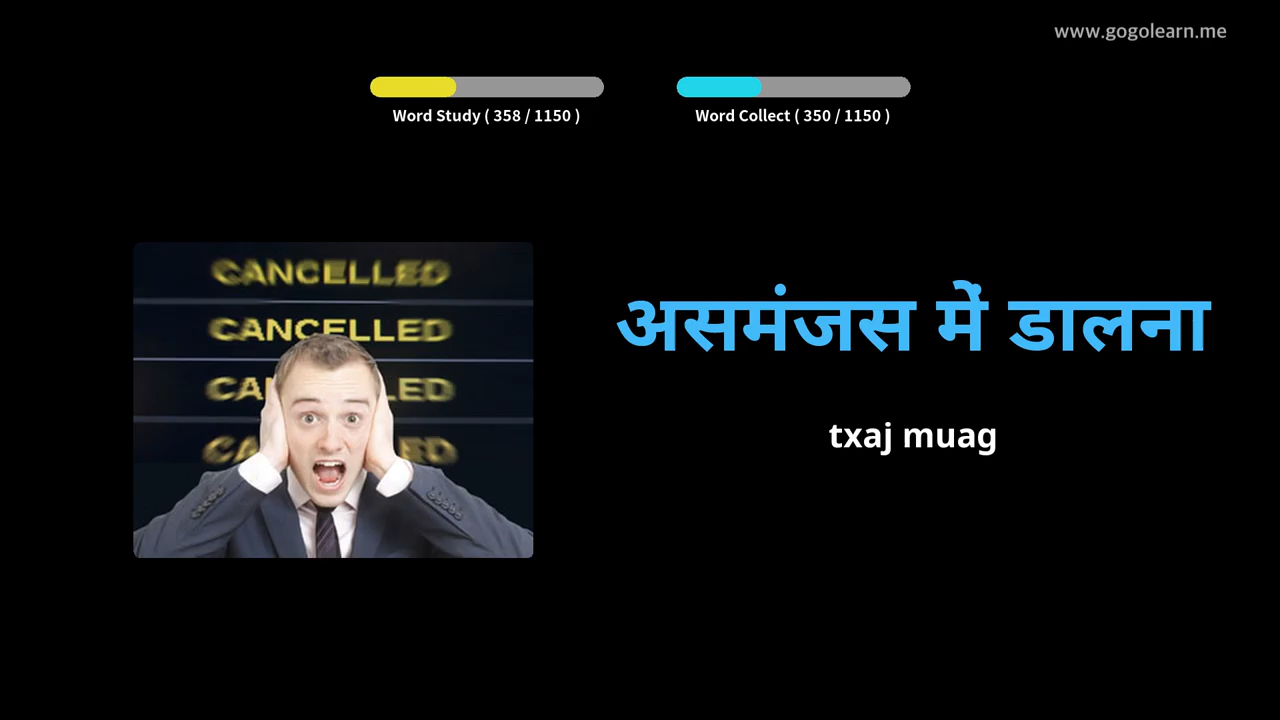 www.gogolearn.me
Word Study ( 358 / 1150 )
Word Collect ( 350 / 1150 )
CANCELLED
CANCELLED
असमंजस में डालना
txaj muag